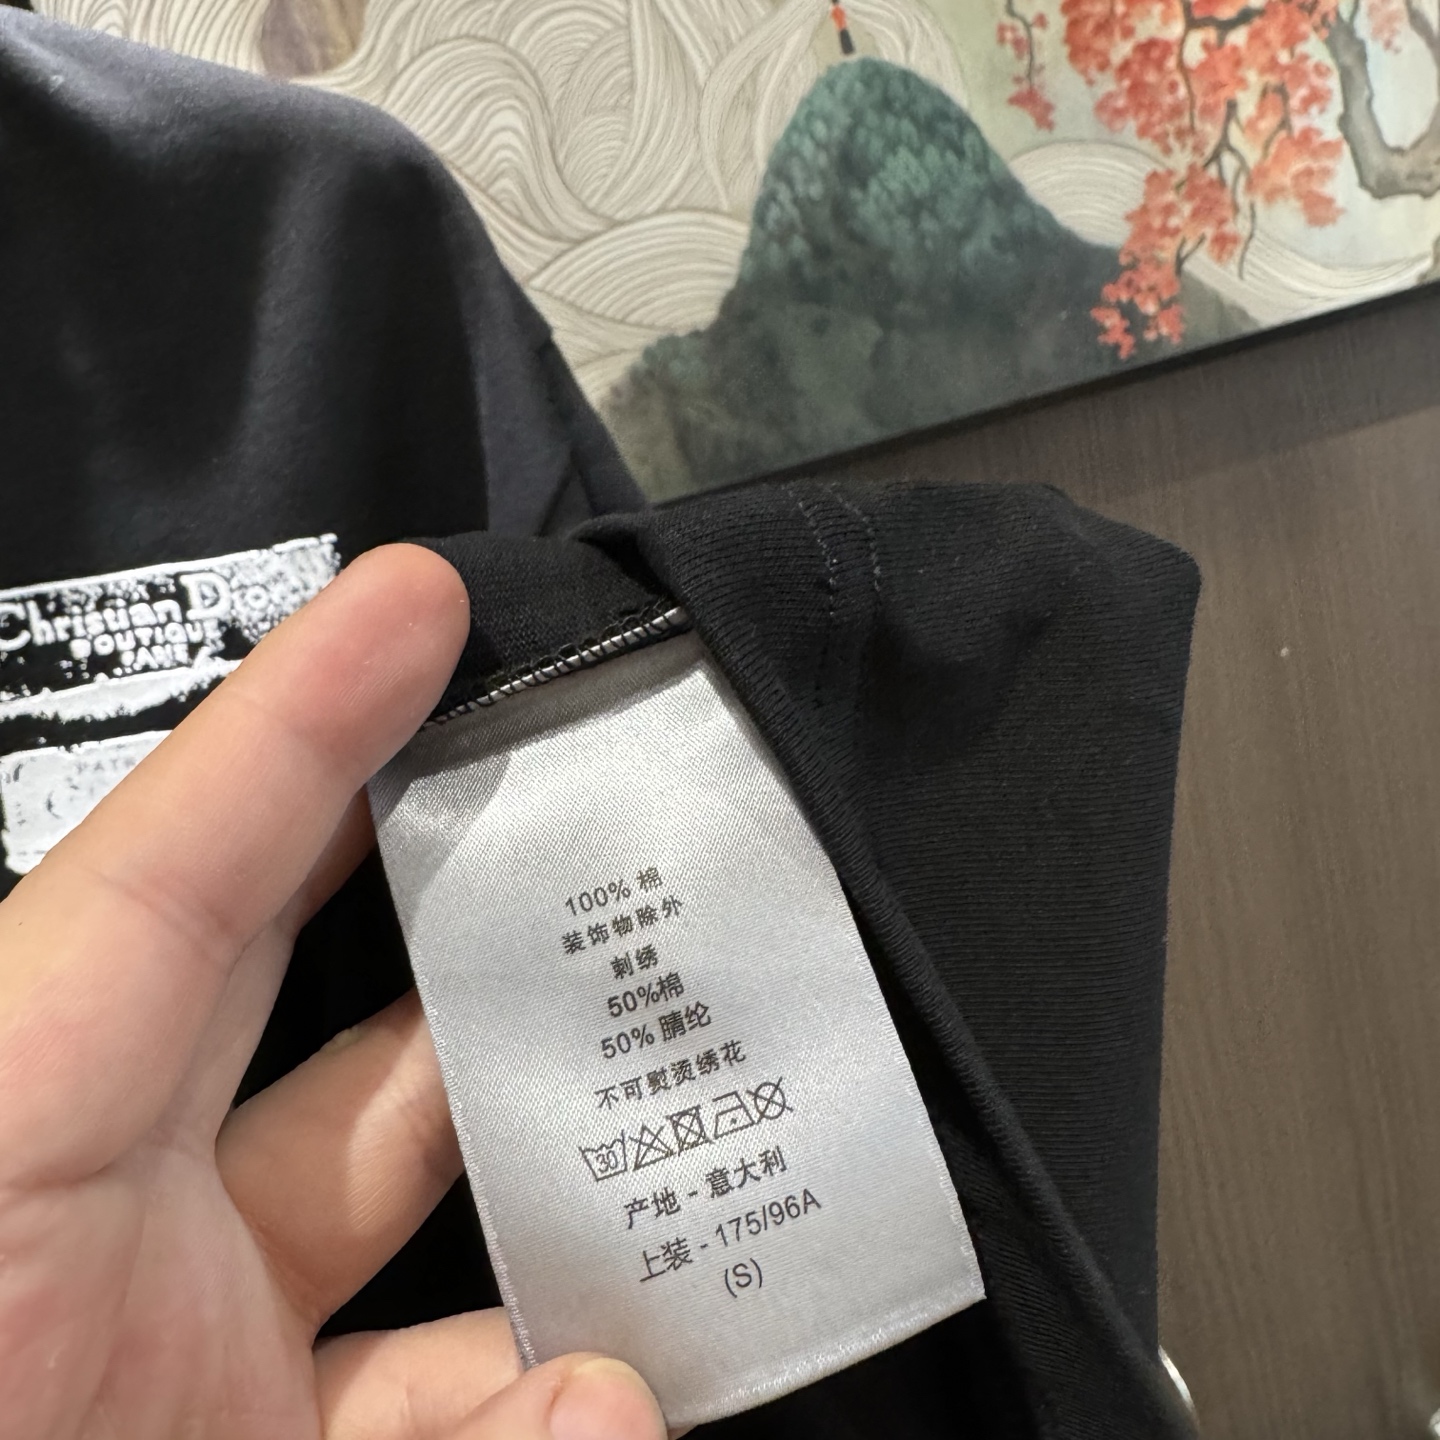 Christian Dior
BOUTIQUE
100% 棉
装饰物除外
刺绣
50%棉
50% 腈纶
不可熨烫绣花
30
产地 - 意大利
上装 - 175/96A
(S)